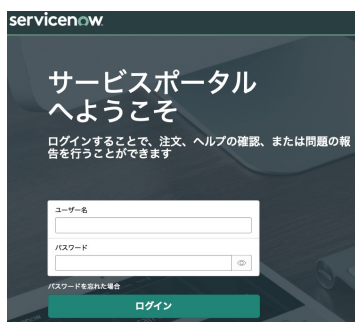 servicenow
サービスポータル
へようこそ
ログインすることで、注文、ヘルプの確認、または問題の報
告を行うことができます
ユーザー名
パスワード
パスワードを忘れた場合
ログイン